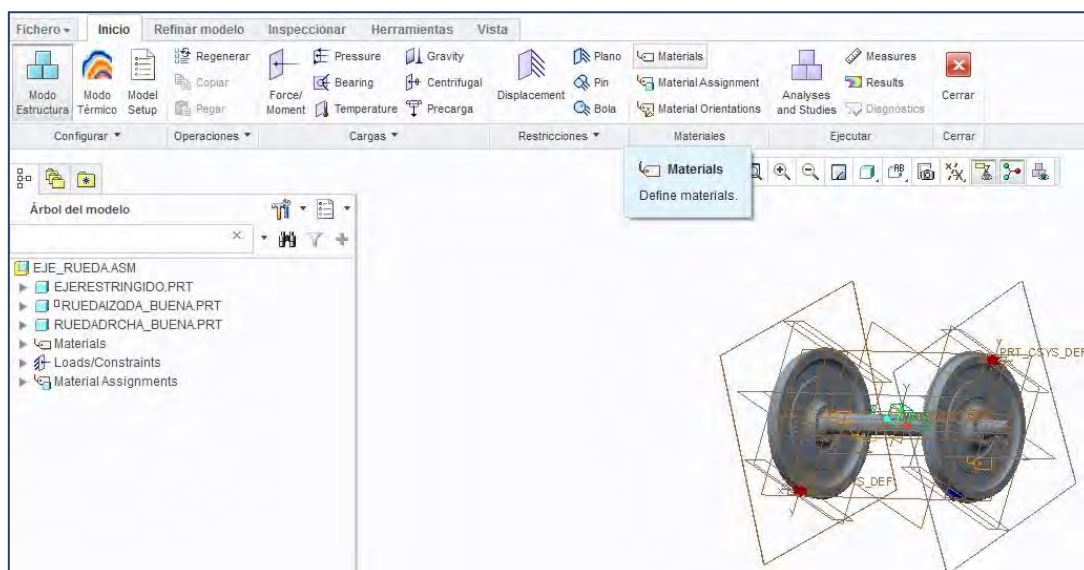 Fichero Inicio Refinar modelo Inspeccionar Herramientas Vista
Regenerar Pressure Gravity Plano Materials Measures
Copiar Bearing Centrifugal Pin Material Assignment Results
Modo Estructura Modo Térmico Model Setup Pegar Force/ Moment Temperature Precarga Displacement Bola Material Orientations Analyses and Studies Diagnostics Cerrar
Configurar Operaciones Cargas Restricciones Materiales Ejecutar Cerrar
Materials
Define materials.
Árbol del modelo
EJE_RUEDA.ASM
EJERESTRINGIDO.PRT
RUEDAIZQDA_BUENA.PRT
RUEDADRCHA_BUENA.PRT
Materials
Loads/Constraints
Material Assignments
PRT_CSYS_DEF
S_DEF